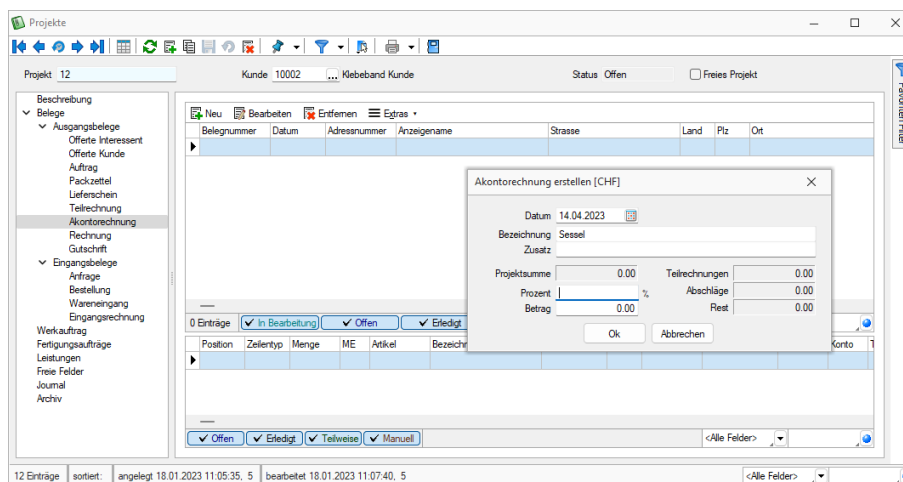 Projekte
Projekt 12 Kunde 10002 ... Klebeband Kunde Status Offen Freies Projekt
Favoriten Filter
Beschreibung
Belege
Ausgangsbelege
Offerte Interessent
Offerte Kunde
Auftrag
Packzettel
Lieferschein
Teilrechnung
Akontorechnung
Rechnung
Gutschrift
Eingangsbelege
Anfrage
Bestellung
Wareneingang
Eingangsrechnung
Werkauftrag
Fertigungsaufträge
Leistungen
Freie Felder
Journal
Archiv
Neu Bearbeiten Entfernen Extras
Belegnummer Datum Adressnummer Anzeigename Strasse Land Plz Ort
Akontorechnung erstellen [CHF]
Datum 14.04.2023
Bezeichnung Sessel
Zusatz
Projektsumme 0.00 Teilrechnungen 0.00
Prozent % Abschläge 0.00
Betrag 0.00 Rest 0.00
Ok Abbrechen
0 Einträge In Bearbeitung Offen Erledigt
Position Zeilentyp Menge ME Artikel Bezeichn Konto T
Offen Erledigt Teilweise Manuell <Alle Felder>
12 Einträge sortiert: angelegt 18.01.2023 11:05:35, 5 bearbeitet 18.01.2023 11:07:40, 5 <Alle Felder>